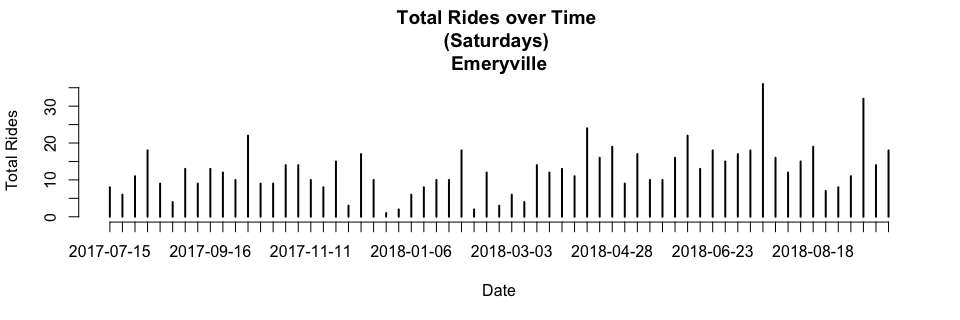 Total Rides over Time
(Saturdays)
Emeryville
Total Rides
30
20
10
0
2017-07-15 2017-09-16 2017-11-11 2018-01-06 2018-03-03 2018-04-28 2018-06-23 2018-08-18
Date